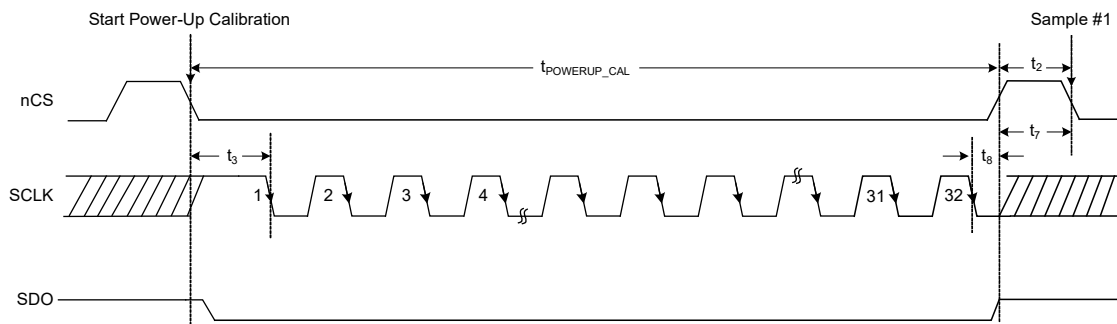 Start Power-Up Calibration
Sample #1
tPOWERUP_CAL
t2
nCS
t3
t7
t8
SCLK
1 2 3 4 31 32
SDO